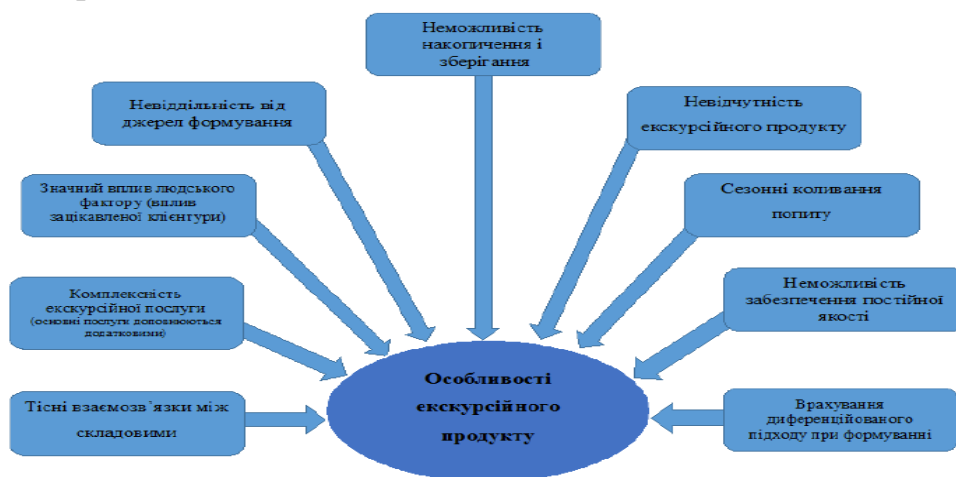 Неможливість
накопичення і
зберігання
Невіддільність від
джерел формування
Невідчутність
екскурсійного продукту
Значний вплив людського
фактору (вплив
зацікавленої клієнтури)
Сезонні коливання
попиту
Комплексність
екскурсійної послуги
(основні послуги доповнюються
додатковими)
Неможливість
забезпечення постійної
якості
Тісні взаємозв`язки між
складовими
Особливості
екскурсійного
продукту
Врахування
диференційованого
підходу при формуванні